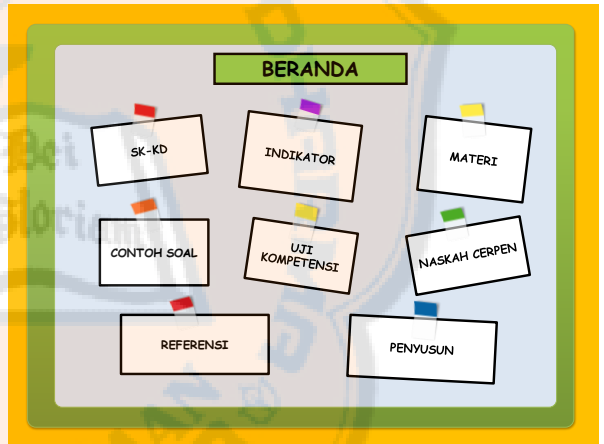 BERANDA
SK-KD
INDIKATOR
MATERI
CONTOH SOAL
UJI
KOMPETENSI
NASKAH CERPEN
REFERENSI
PENYUSUN